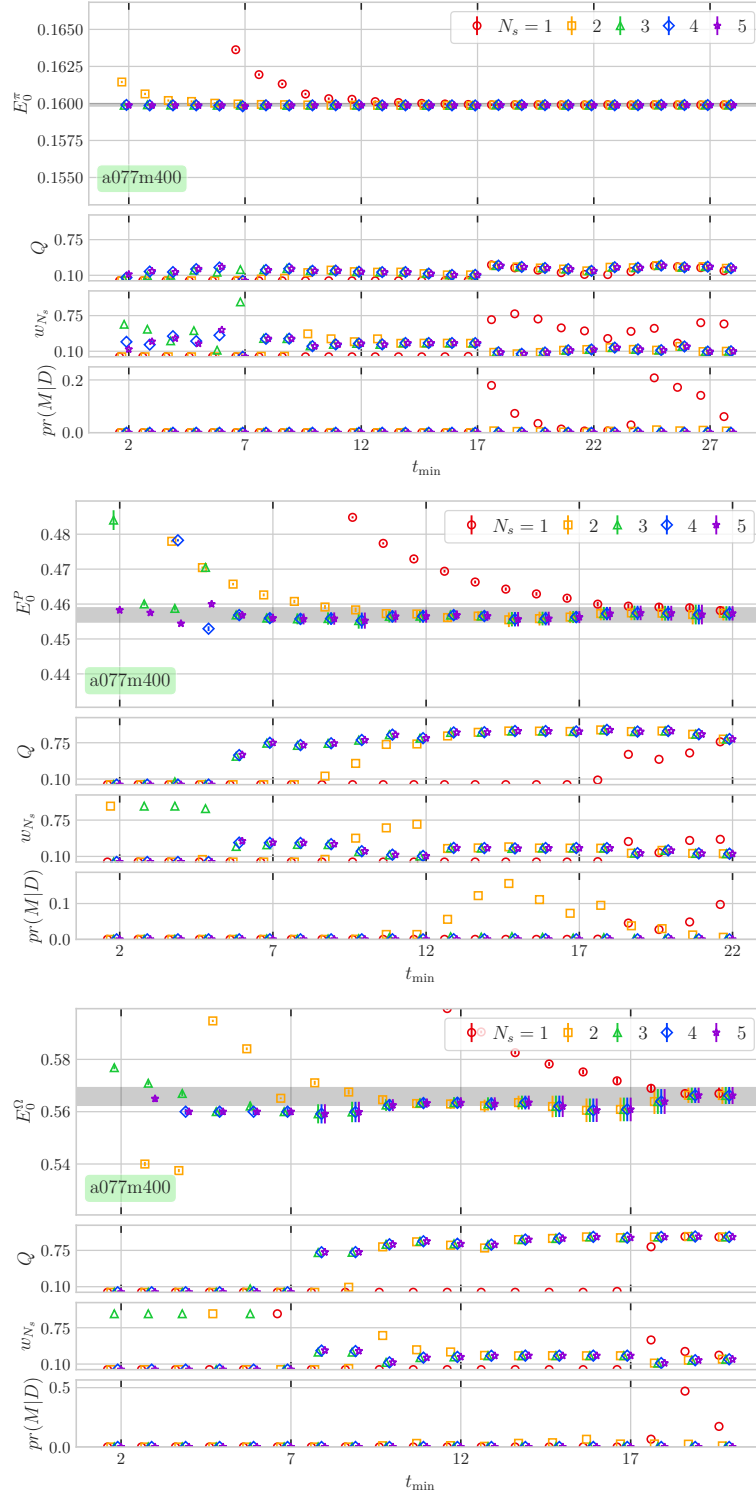 0.1650
0.1625
0.1600
0.1575
0.1550
E_0^π
N_s = 1 2 3 4 5
a077m400
0.75
0.10
Q
0.75
0.10
w_{N_s}
0.2
0.0
pr(M|D)
2 7 12 17 22 27
t_min
0.48
0.47
0.46
0.45
0.44
E_0^P
N_s = 1 2 3 4 5
a077m400
0.75
0.10
Q
0.75
0.10
w_{N_s}
0.1
0.0
pr(M|D)
2 7 12 17 22
t_min
0.58
0.56
0.54
E_0^Ω
N_s = 1 2 3 4 5
a077m400
0.75
0.10
Q
0.75
0.10
w_{N_s}
0.5
0.0
pr(M|D)
2 7 12 17
t_min